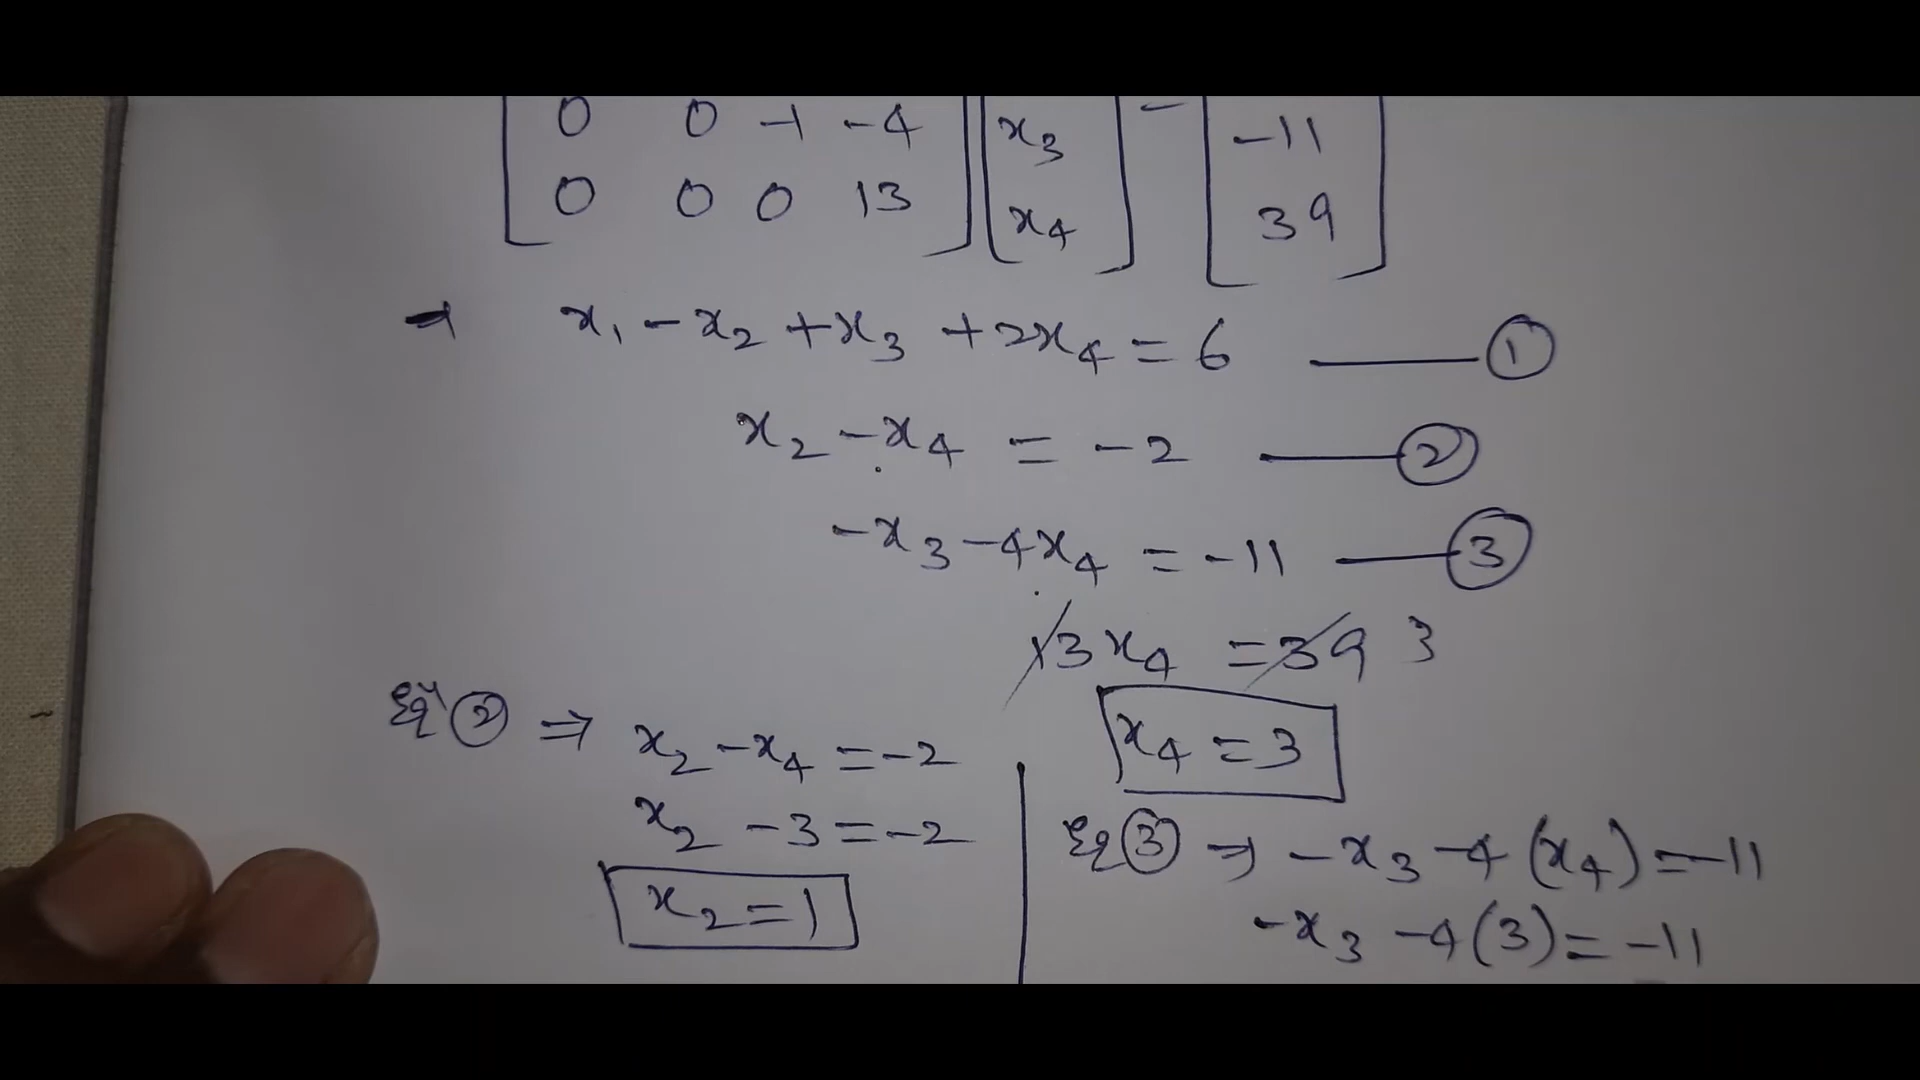 0 0 -1 -4 x3 = -11
0 0 0 13 x4 39
⇒ x₁ - x₂ + x₃ + 2x₄ = 6 —— ①
x₂ - x₄ = -2 —— ②
-x₃ - 4x₄ = -11 —— ③
13x₄ = 39 3
x₄ = 3
Eqⁿ ② ⇒ x₂ - x₄ = -2
x₂ - 3 = -2
x₂ = 1
Eq ③ ⇒ -x₃ - 4(x₄) = -11
-x₃ - 4(3) = -11